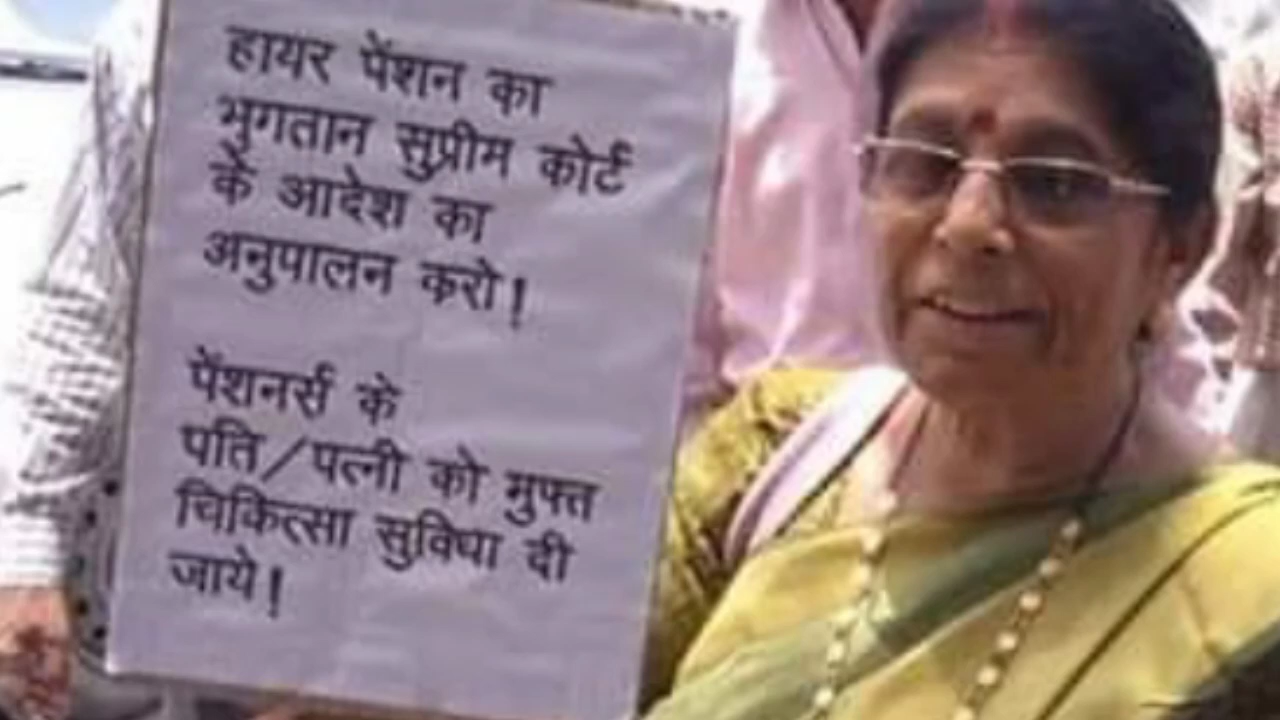 हायर पेंशन का
भुगतान सुप्रीम कोर्ट
के आदेश का
अनुपालन करो!
पेंशनर्स के
पति/पत्नी को मुफ्त
चिकित्सा सुविधा दी
जाये!